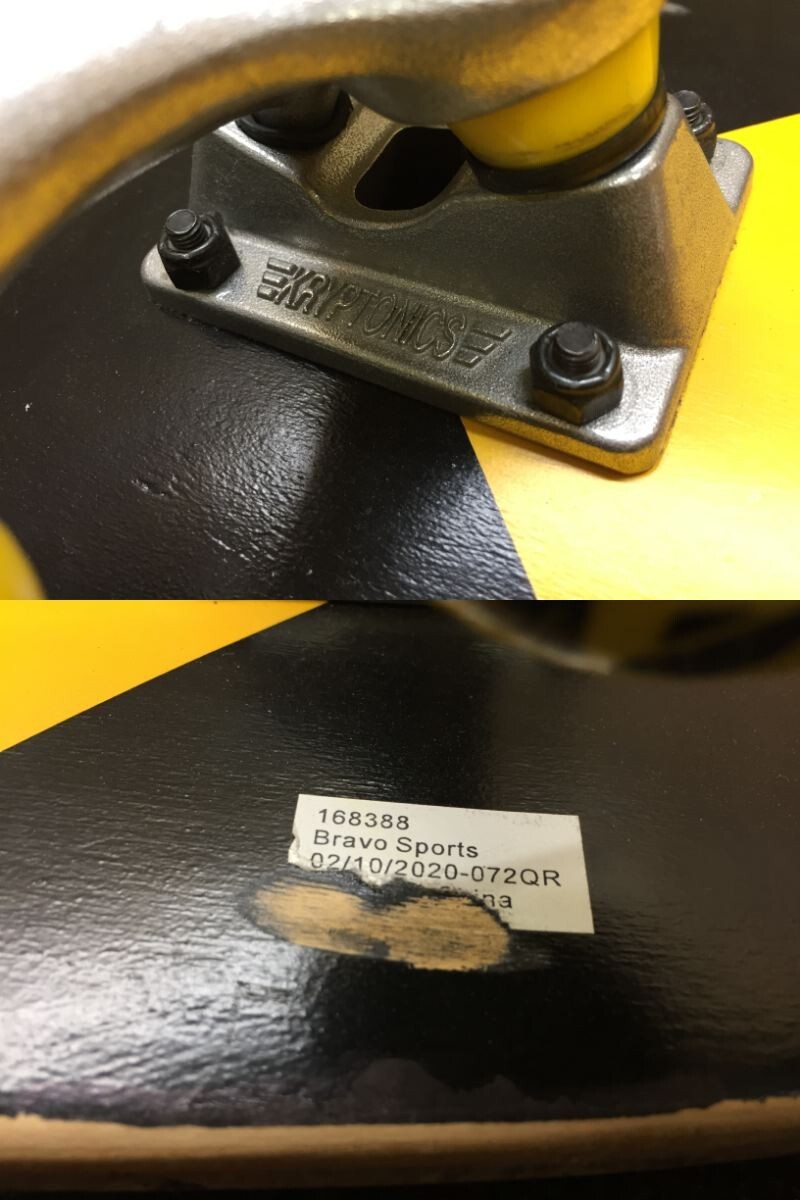 KRYPTONICS
168388
Bravo Sports
02/10/2020-072QR